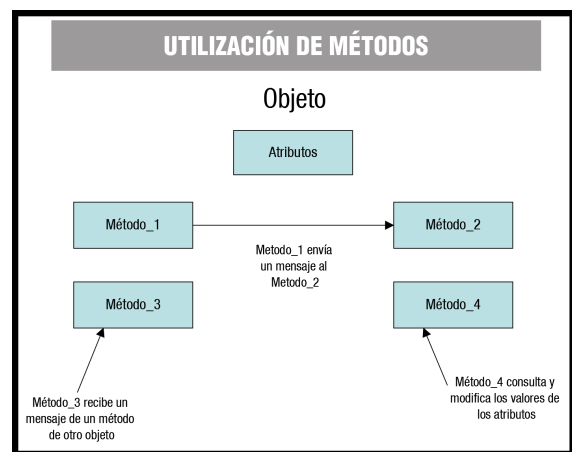 UTILIZACIÓN DE MÉTODOS
Objeto
Atributos
Método_1
Método_2
Metodo_1 envía
un mensaje al
Metodo_2
Método_3
Método_4
Método_3 recibe un
mensaje de un método
de otro objeto
Método_4 consulta y
modifica los valores de
los atributos